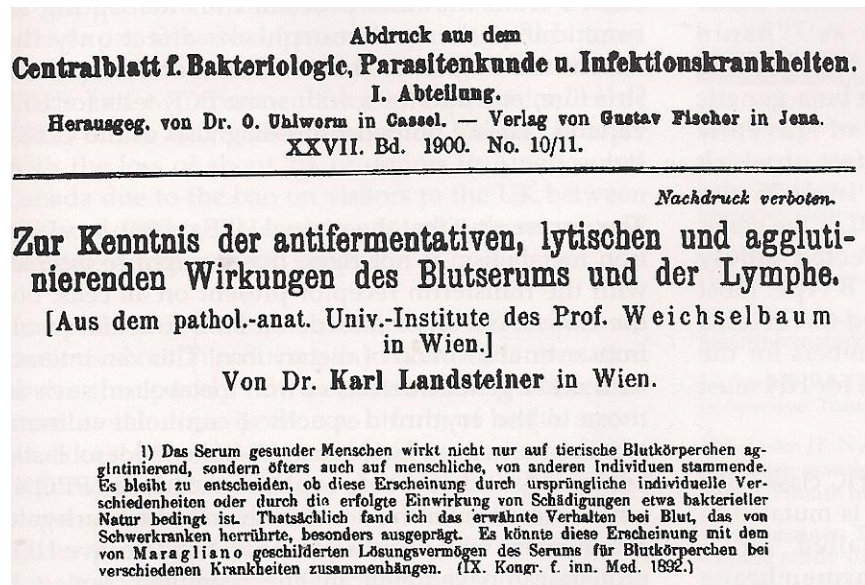 Abdruck aus dem
Centralblatt f. Bakteriologie, Parasitenkunde u. Infektionskrankheiten.
I. Abteilung.
Herausgeg. von Dr. O. Uhlworm in Cassel. — Verlag von Gustav Fischer in Jena.
XXVII. Bd. 1900. No. 10/11.
Nachdruck verboten.
Zur Kenntnis der antifermentativen, lytischen und aggluti-
nierenden Wirkungen des Blutserums und der Lymphe.
[Aus dem pathol.-anat. Univ.-Institute des Prof. Weichselbaum
in Wien.]
Von Dr. Karl Landsteiner in Wien.
1) Das Serum gesunder Menschen wirkt nicht nur auf tierische Blutkörperchen ag-
glutinierend, sondern öfters auch auf menschliche, von anderen Individuen stammende.
Es bleibt zu entscheiden, ob diese Erscheinung durch ursprüngliche individuelle Ver-
schiedenheiten oder durch die erfolgte Einwirkung von Schädigungen etwa bakterieller
Natur bedingt ist. Thatsächlich fand ich das erwähnte Verhalten bei Blut, das von
Schwerkranken herrührte, besonders ausgeprägt. Es könnte diese Erscheinung mit dem
von Maragliano geschilderten Lösungsvermögen des Serums für Blutkörperchen bei
verschiedenen Krankheiten zusammenhängen. (IX. Kongr. f. inn. Med. 1892.)